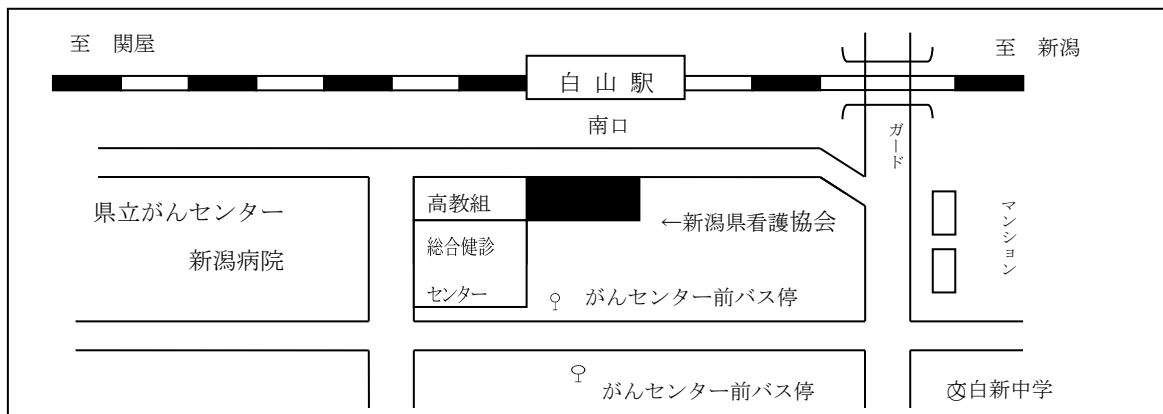 至　関屋
至　新潟
白 山 駅
南口
ガード
県立がんセンター
新潟病院
高教組
←新潟県看護協会
総合健診
センター
マンション
がんセンター前バス停
がんセンター前バス停
文白新中学